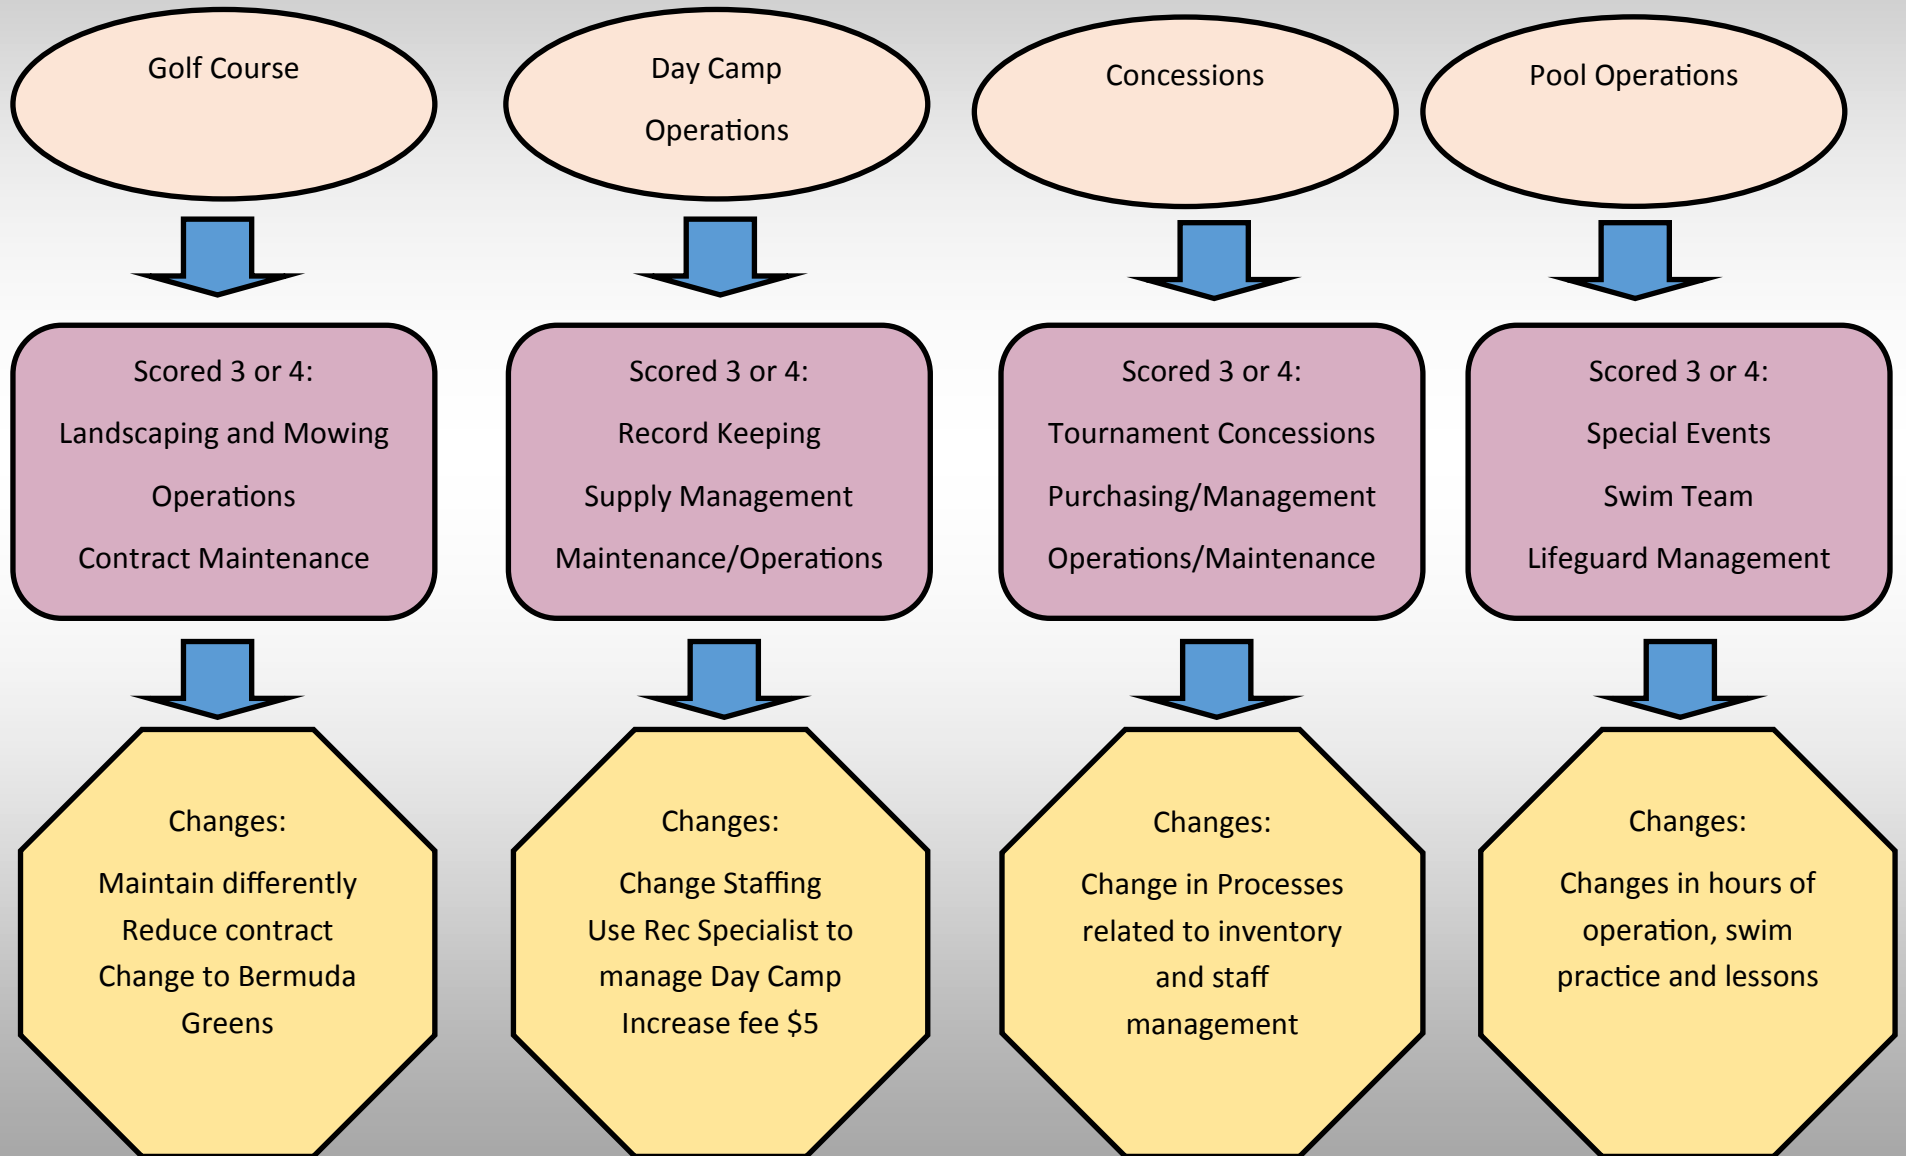 Golf Course
Day Camp
Operations
Concessions
Pool Operations
Scored 3 or 4:
Landscaping and Mowing
Operations
Contract Maintenance
Scored 3 or 4:
Record Keeping
Supply Management
Maintenance/Operations
Scored 3 or 4:
Tournament Concessions
Purchasing/Management
Operations/Maintenance
Scored 3 or 4:
Special Events
Swim Team
Lifeguard Management
Changes:
Maintain differently
Reduce contract
Change to Bermuda
Greens
Changes:
Change Staffing
Use Rec Specialist to
manage Day Camp
Increase fee $5
Changes:
Change in Processes
related to inventory
and staff
management
Changes:
Changes in hours of
operation, swim
practice and lessons